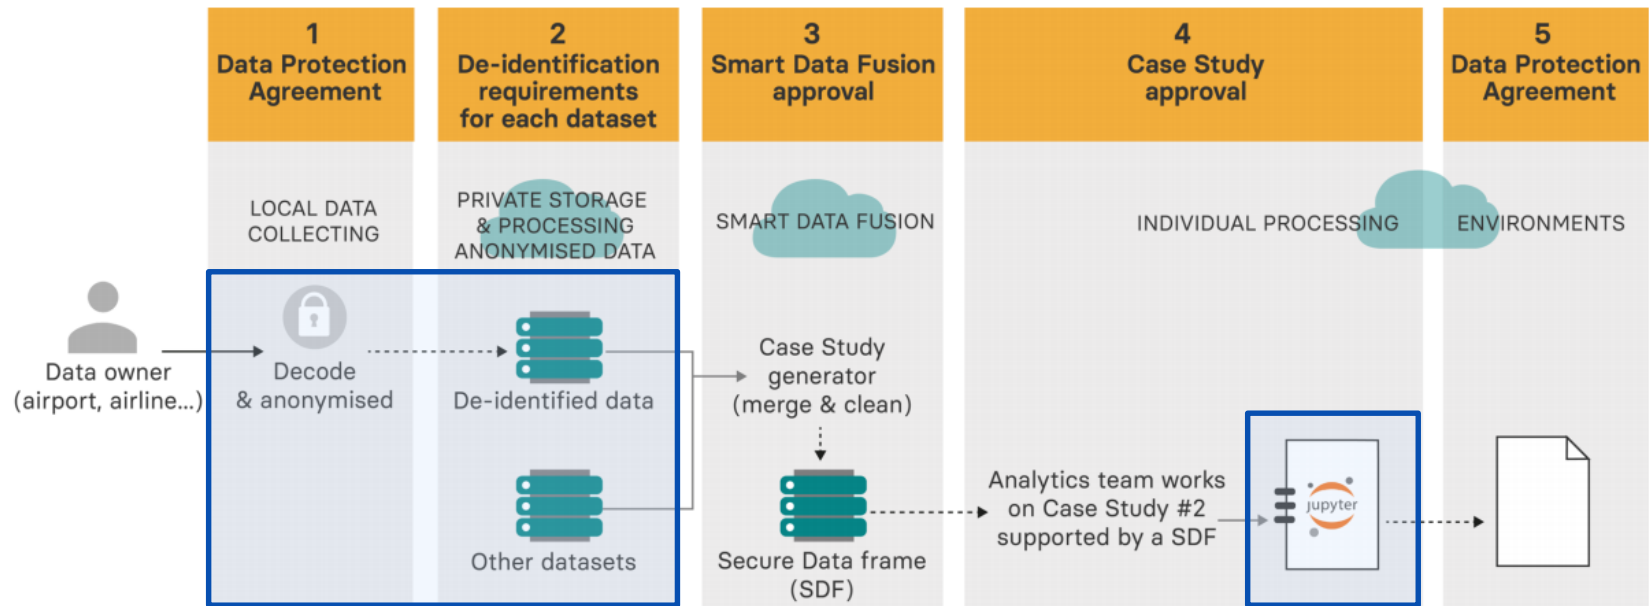 1
Data Protection
Agreement
2
De-identification
requirements
for each dataset
3
Smart Data Fusion
approval
4
Case Study
approval
5
Data Protection
Agreement
LOCAL DATA
COLLECTING
PRIVATE STORAGE
& PROCESSING
ANONYMISED DATA
SMART DATA FUSION
INDIVIDUAL PROCESSING ENVIRONMENTS
Data owner
(airport, airline...)
Decode
& anonymised
De-identified data
Other datasets
Case Study
generator
(merge & clean)
Secure Data frame
(SDF)
Analytics team works
on Case Study #2
supported by a SDF
jupyter